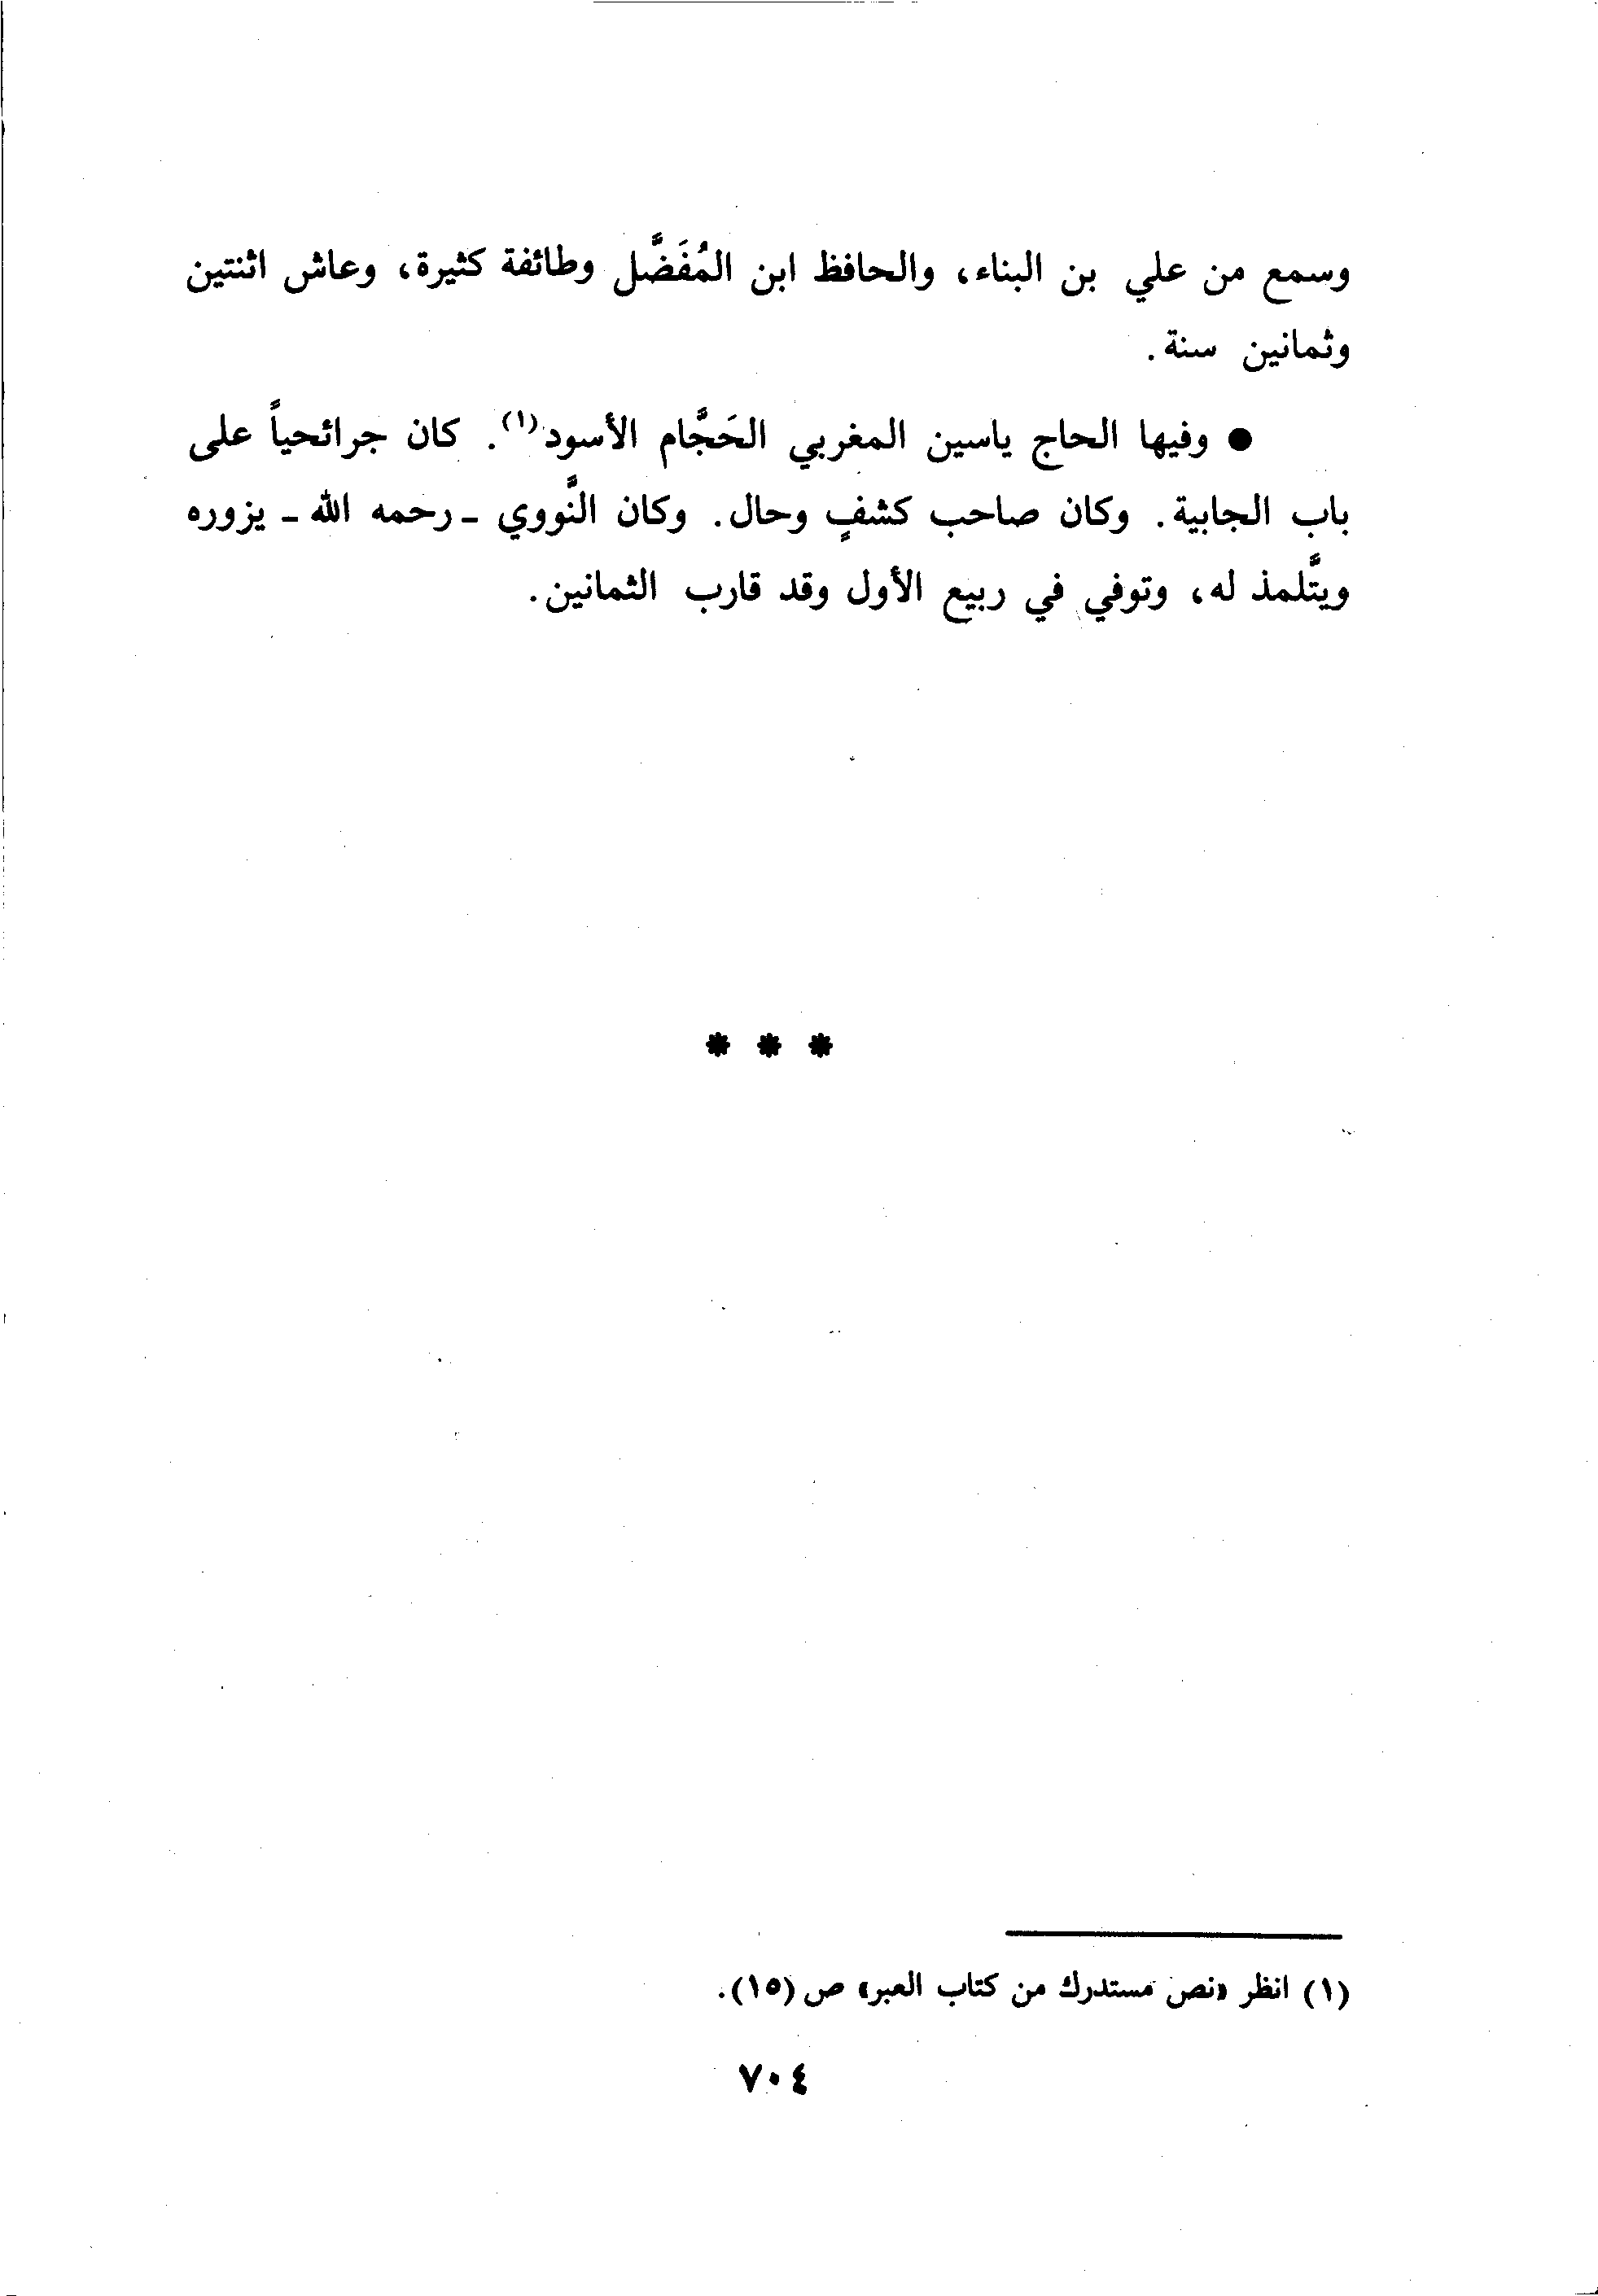 وسمع من علي بن البناء، والحافظ ابن المُفَضَّل وطائفة كثيرة، وعاش اثنتين
وثمانين سنة.
● وفيها الحاج ياسين المغربي الحَجَّام الأسود(١). كان جرائحياً على
باب الجابية. وكان صاحب كشفٍ وحال. وكان النَّووي ـ رحمه الله ـ يزوره
ويتَّلمذ له، وتوفي في ربيع الأول وقد قارب الثمانين.
* * *
(١) انظر «نص مستدرك من كتاب العبر» ص (١٥).
٧٠٤